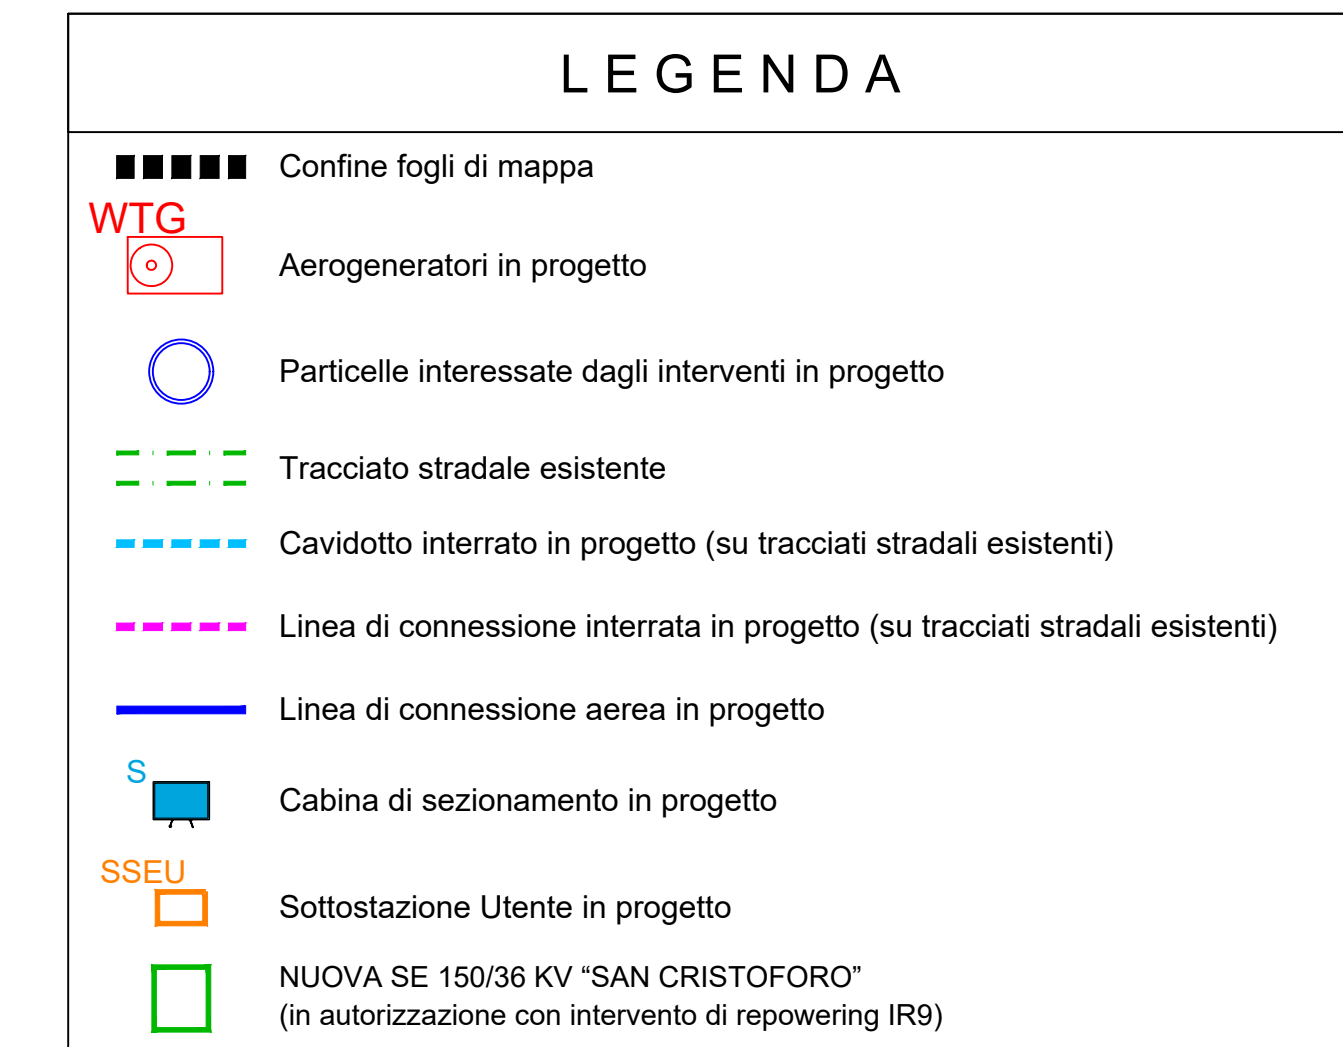 LEGENDA
Confine fogli di mappa
WTG
Aerogeneratori in progetto
Particelle interessate dagli interventi in progetto
Tracciato stradale esistente
Cavidotto interrato in progetto (su tracciati stradali esistenti)
Linea di connessione interrata in progetto (su tracciati stradali esistenti)
Linea di connessione aerea in progetto
S
Cabina di sezionamento in progetto
SSEU
Sottostazione Utente in progetto
NUOVA SE 150/36 KV “SAN CRISTOFORO”
(in autorizzazione con intervento di repowering IR9)